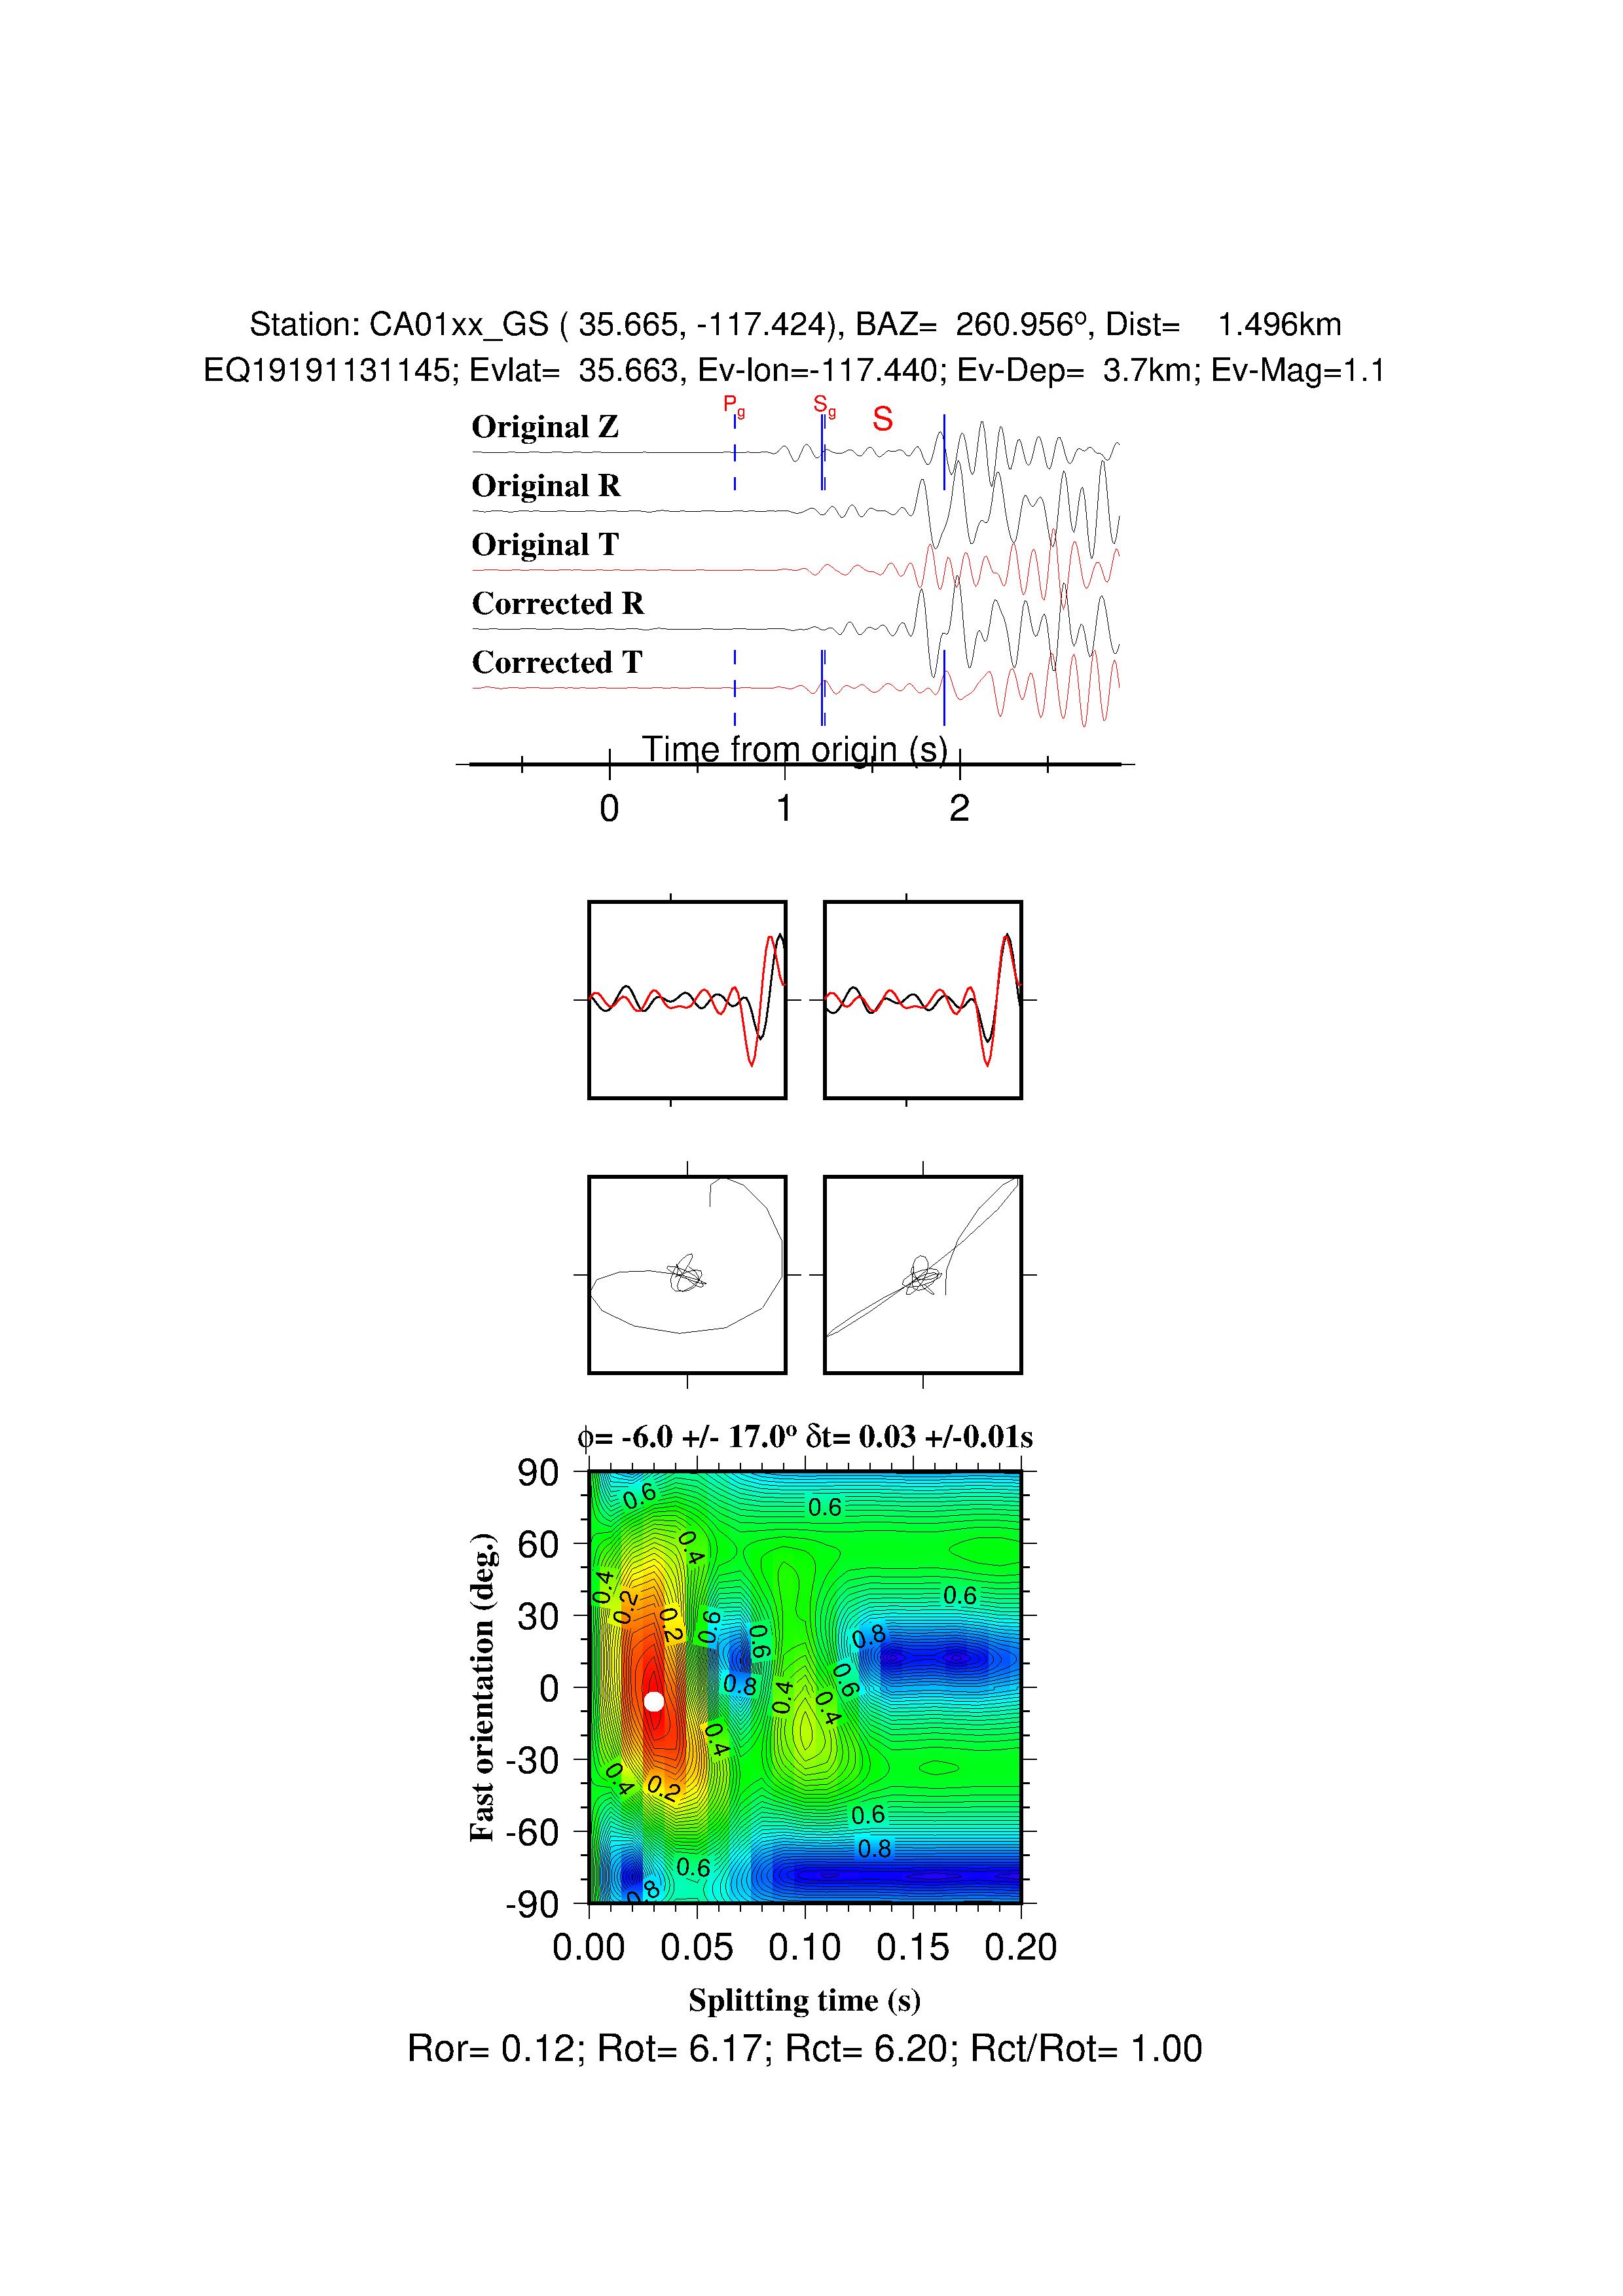 Station: CA01xx_GS ( 35.665, -117.424), BAZ= 260.956º, Dist= 1.496km
EQ19191131145; Evlat= 35.663, Ev-lon=-117.440; Ev-Dep= 3.7km; Ev-Mag=1.1
Pg Sg S
Original Z
Original R
Original T
Corrected R
Corrected T
Time from origin (s)
0 1 2
ϕ= -6.0 +/- 17.0º δt= 0.03 +/-0.01s
90
60
30
0
-30
-60
-90
Fast orientation (deg.)
0.6
0.6
0.4
0.4
0.2
0.2
0.6
0.6
0.8
0.6
0.8
0.6
0.4
0.4
0.4
0.4
0.2
0.6
0.8
0.6
0.8
0.00 0.05 0.10 0.15 0.20
Splitting time (s)
Ror= 0.12; Rot= 6.17; Rct= 6.20; Rct/Rot= 1.00